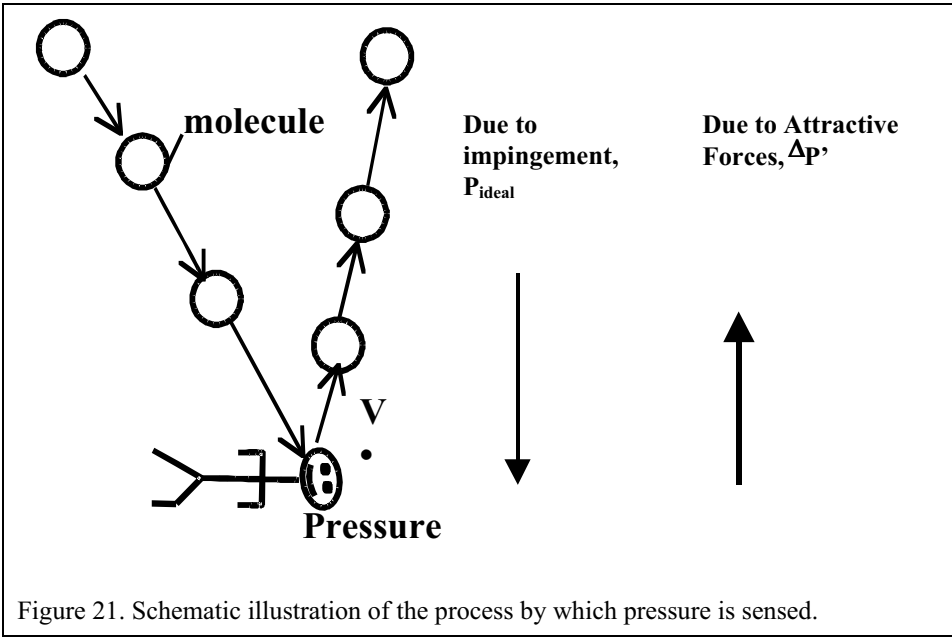 molecule
Due to
impingement,
P_ideal
Due to Attractive
Forces, ΔP’
V
Pressure
Figure 21. Schematic illustration of the process by which pressure is sensed.